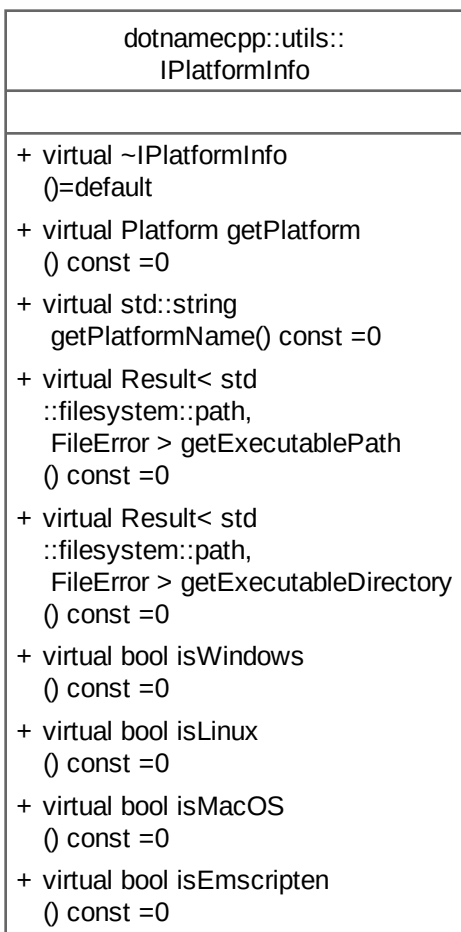 dotnamecpp::utils::
IPlatformInfo
+ virtual ~IPlatformInfo
()=default
+ virtual Platform getPlatform
() const =0
+ virtual std::string
getPlatformName() const =0
+ virtual Result< std
::filesystem::path,
FileError > getExecutablePath
() const =0
+ virtual Result< std
::filesystem::path,
FileError > getExecutableDirectory
() const =0
+ virtual bool isWindows
() const =0
+ virtual bool isLinux
() const =0
+ virtual bool isMacOS
() const =0
+ virtual bool isEmscripten
() const =0